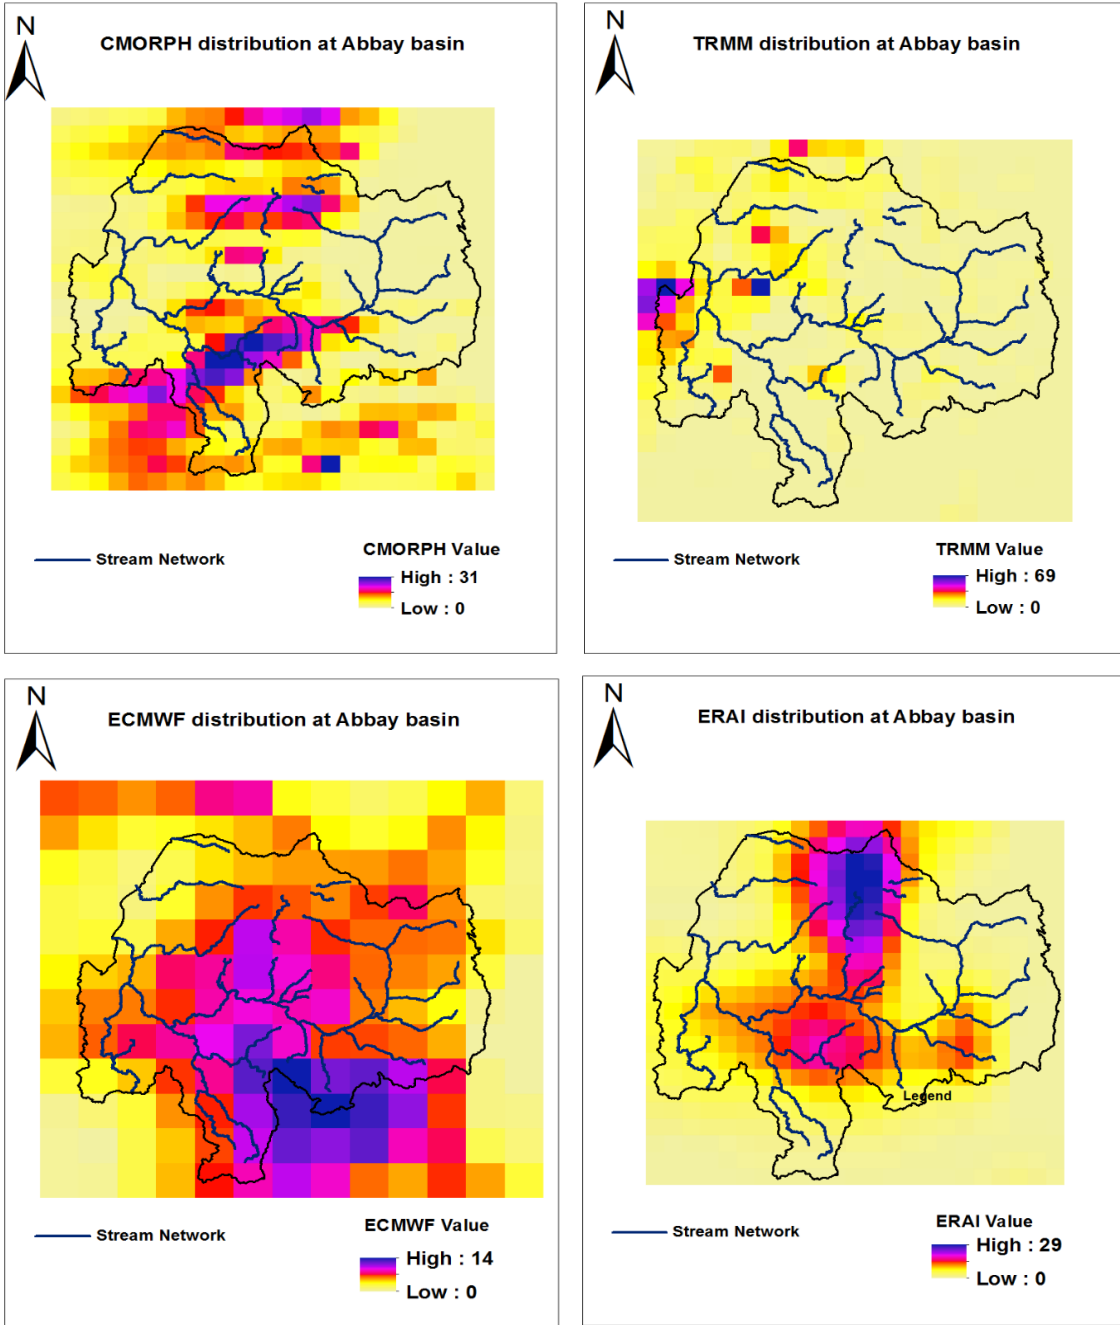 N
CMORPH distribution at Abbay basin
Stream Network
CMORPH Value
High : 31
Low : 0
N
TRMM distribution at Abbay basin
Stream Network
TRMM Value
High : 69
Low : 0
N
ECMWF distribution at Abbay basin
Stream Network
ECMWF Value
High : 14
Low : 0
N
ERAI distribution at Abbay basin
Legend
Stream Network
ERAI Value
High : 29
Low : 0